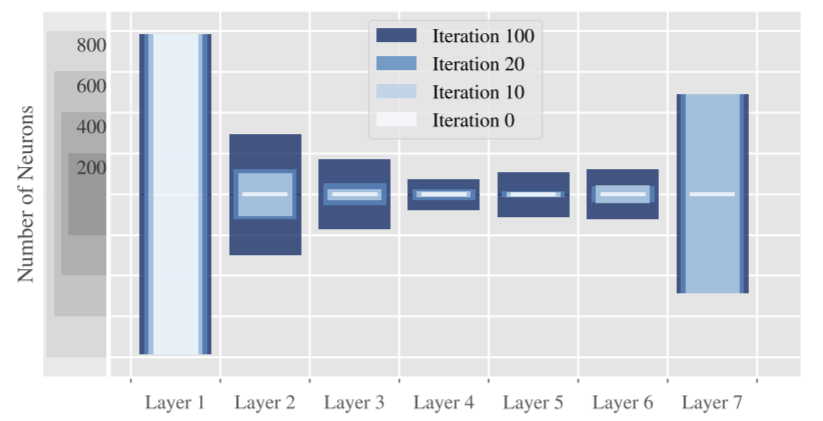 Number of Neurons
800
600
400
200
Iteration 100
Iteration 20
Iteration 10
Iteration 0
Layer 1
Layer 2
Layer 3
Layer 4
Layer 5
Layer 6
Layer 7